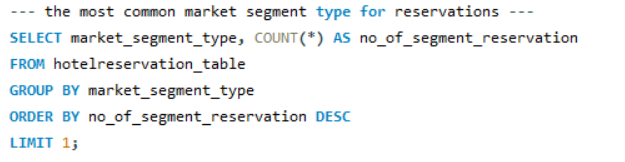 --- the most common market segment type for reservations ---
SELECT market_segment_type, COUNT(*) AS no_of_segment_reservation
FROM hotelreservation_table
GROUP BY market_segment_type
ORDER BY no_of_segment_reservation DESC
LIMIT 1;